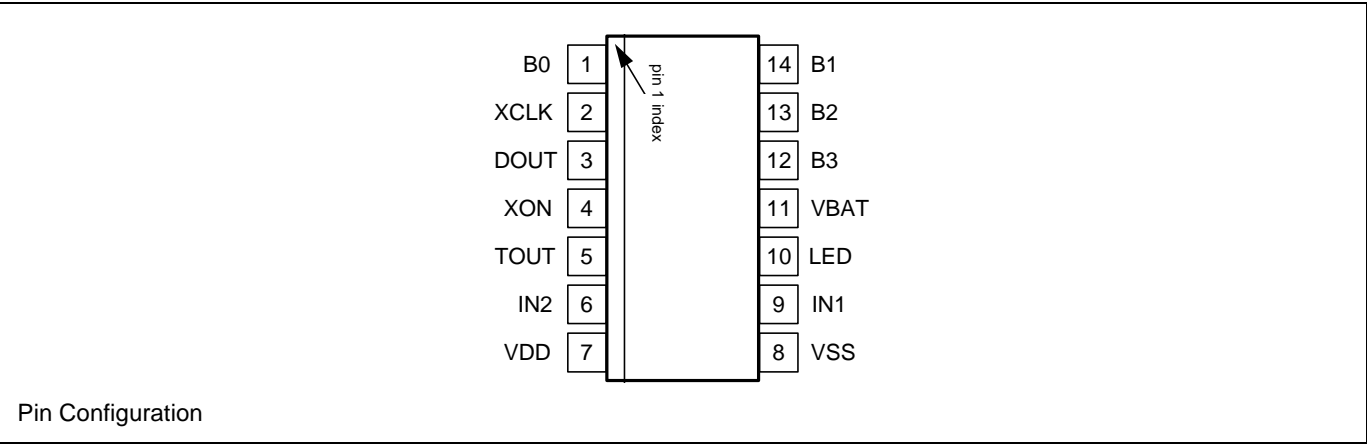 B0 1 14 B1
XCLK 2 13 B2
DOUT 3 12 B3
XON 4 11 VBAT
TOUT 5 10 LED
IN2 6 9 IN1
VDD 7 8 VSS
pin 1 index
Pin Configuration